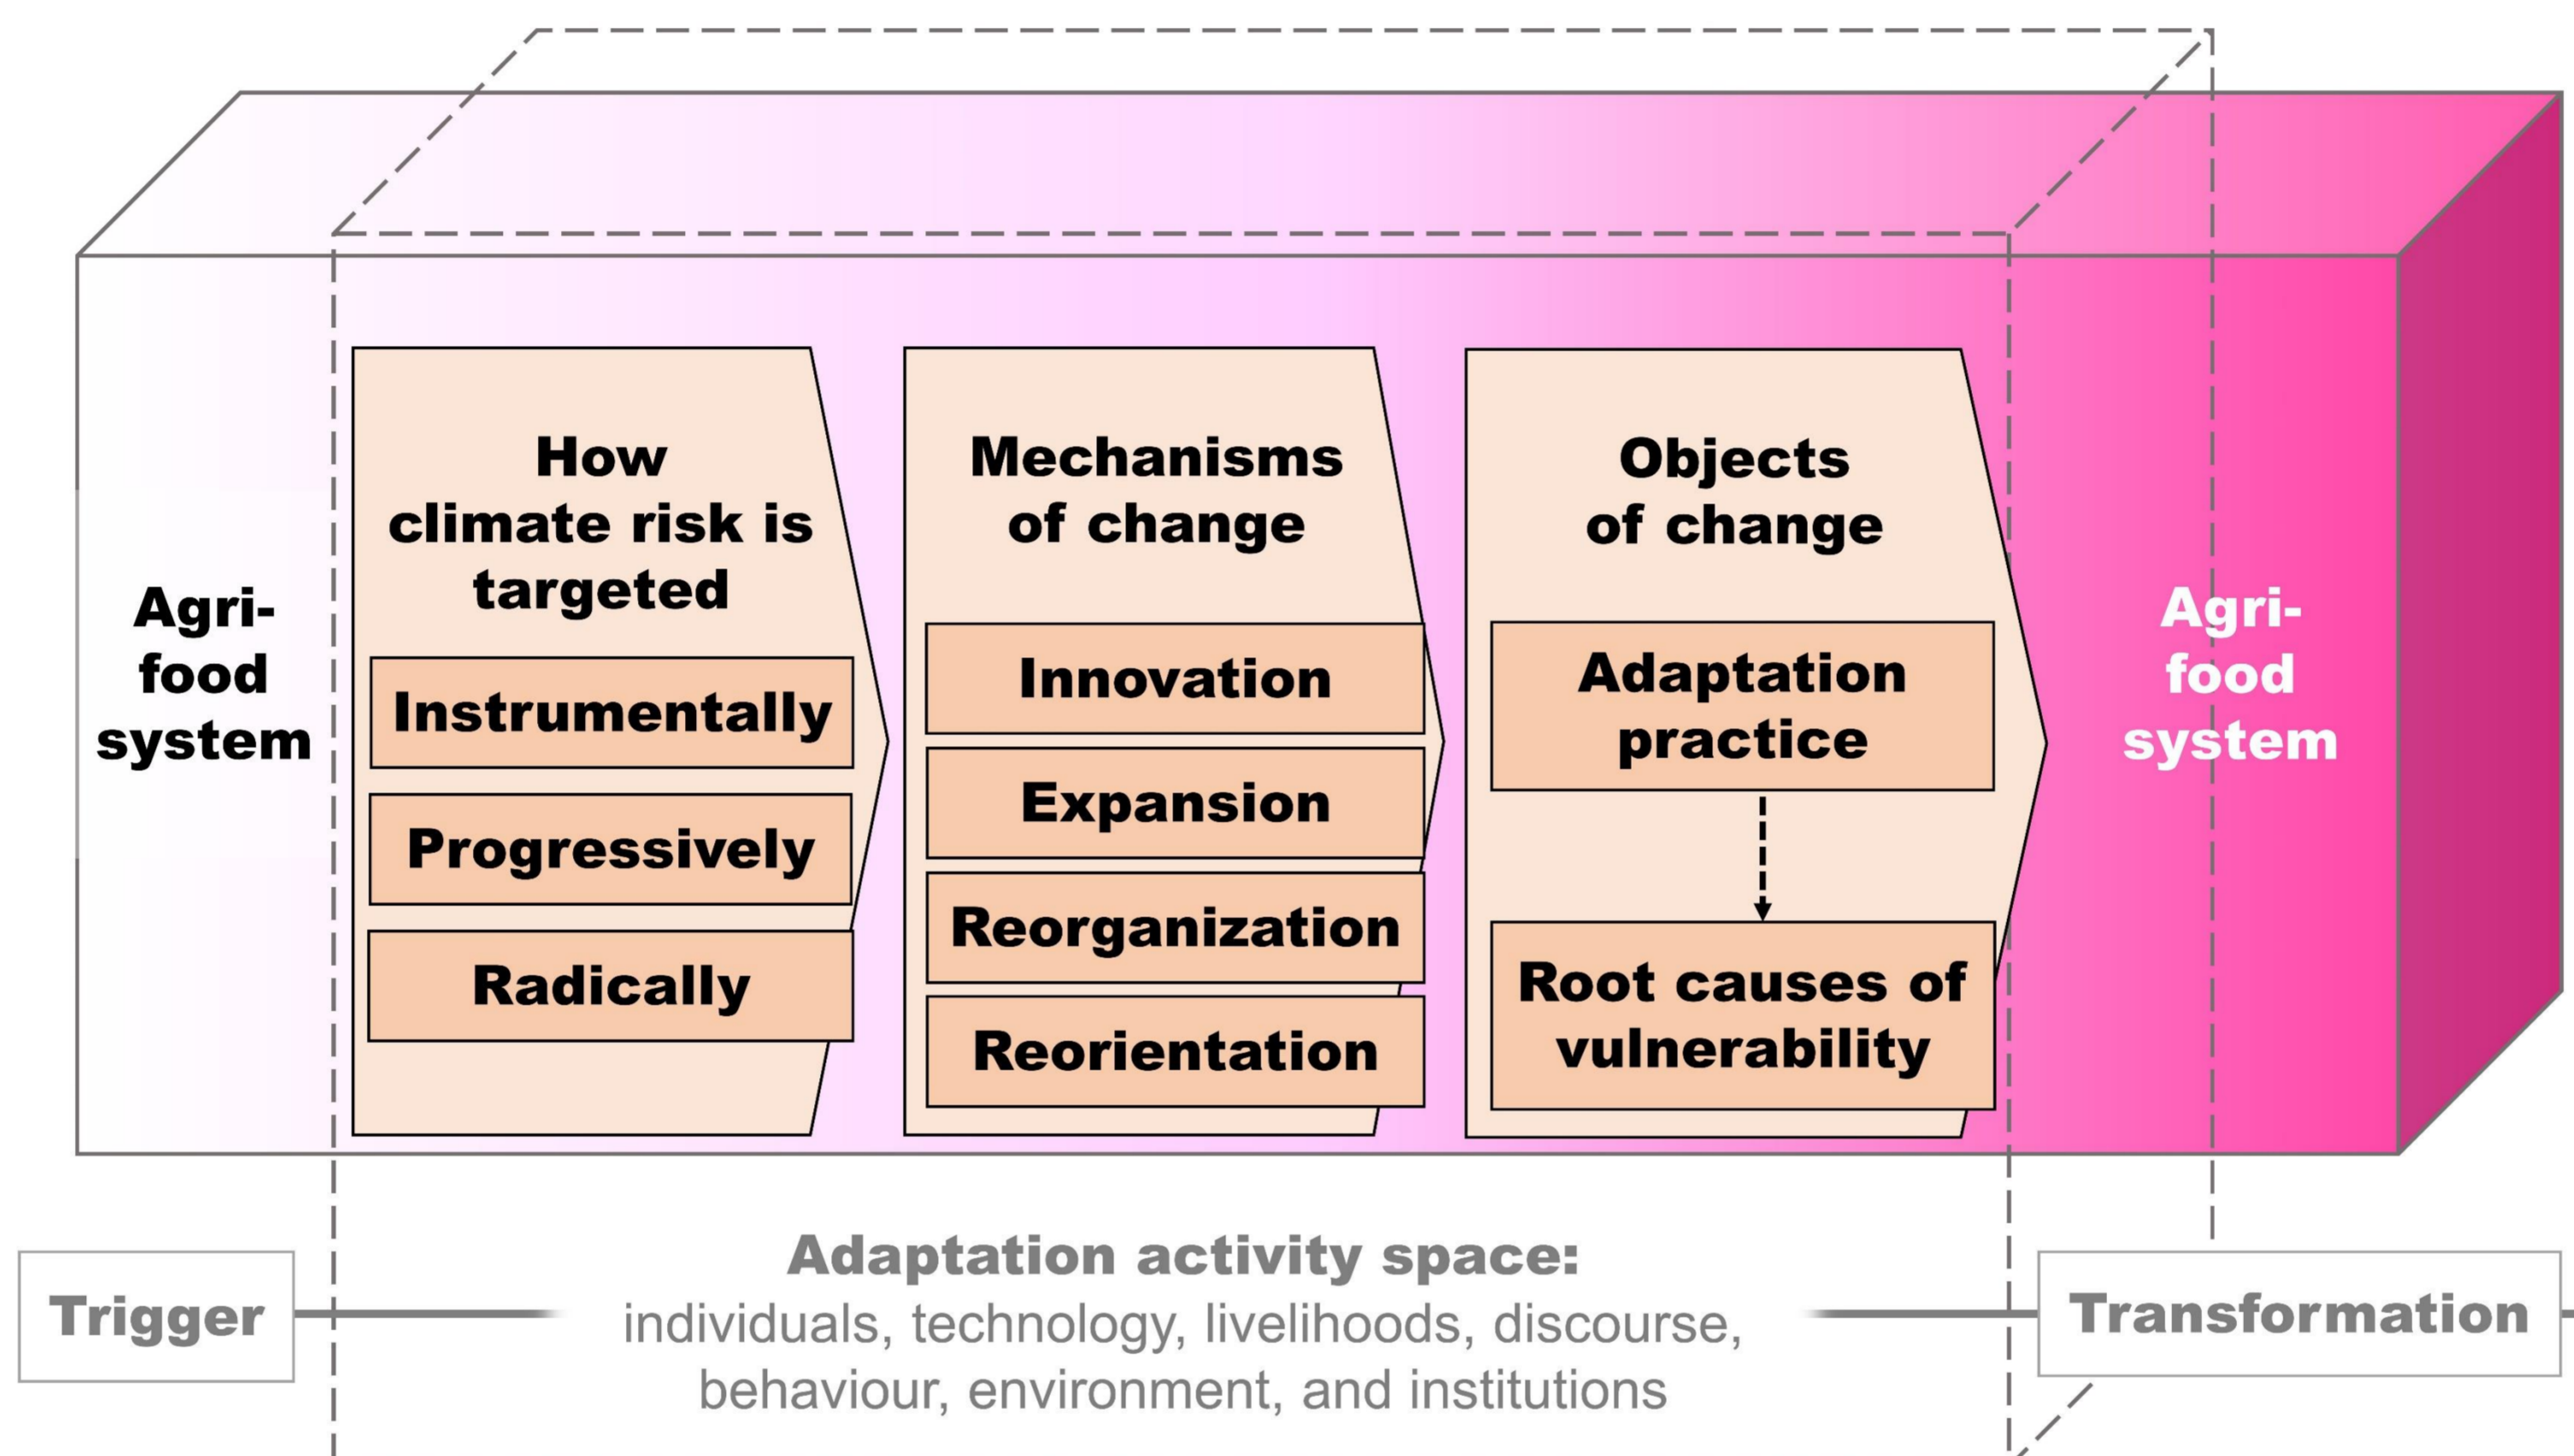 Agri-
food
system
How
climate risk is
targeted
Instrumentally
Progressively
Radically
Mechanisms
of change
Innovation
Expansion
Reorganization
Reorientation
Objects
of change
Adaptation
practice
Root causes of
vulnerability
Agri-
food
system
Trigger
Adaptation activity space:
individuals, technology, livelihoods, discourse,
behaviour, environment, and institutions
Transformation